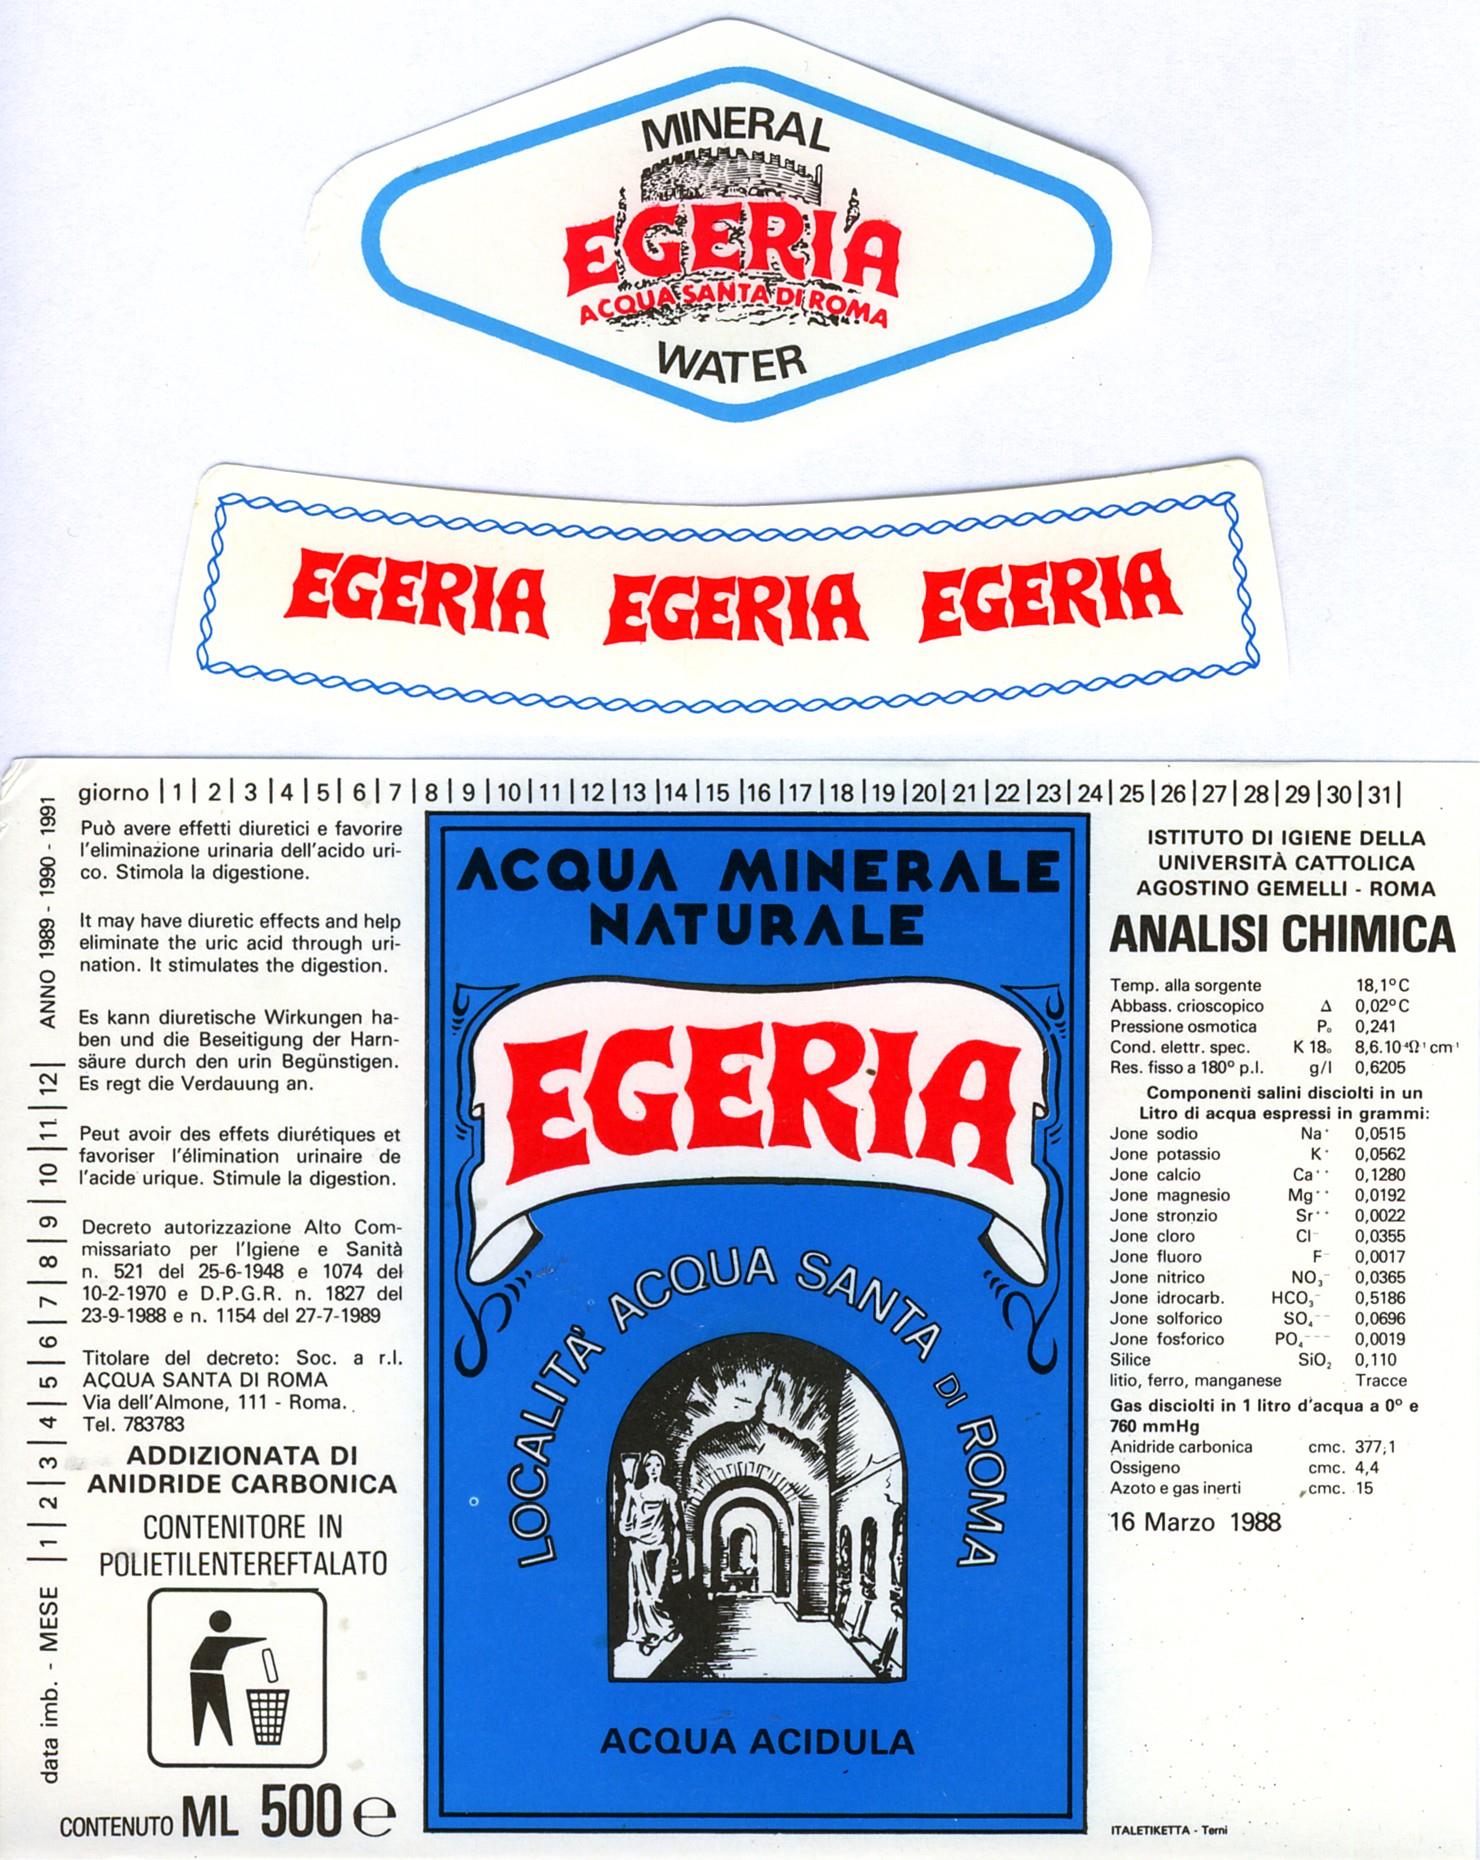 MINERAL
EGERIA
ACQUA SANTA DI ROMA
WATER
EGERIA EGERIA EGERIA
giorno |1|2|3|4|5|6|7|8|9|10|11|12|13|14|15|16|17|18|19|20|21|22|23|24|25|26|27|28|29|30|31|
data imb. - MESE |1|2|3|4|5|6|7|8|9|10|11|12| ANNO 1989 - 1990 - 1991
Può avere effetti diuretici e favorire
l'eliminazione urinaria dell'acido uri-
co. Stimola la digestione.
It may have diuretic effects and help
eliminate the uric acid through uri-
nation. It stimulates the digestion.
Es kann diuretische Wirkungen ha-
ben und die Beseitigung der Harn-
säure durch den urin Begünstigen.
Es regt die Verdauung an.
Peut avoir des effets diurétiques et
favoriser l'élimination urinaire de
l'acide urique. Stimule la digestion.
Decreto autorizzazione Alto Com-
missariato per l'Igiene e Sanità
n. 521 del 25-6-1948 e 1074 del
10-2-1970 e D.P.G.R. n. 1827 del
23-9-1988 e n. 1154 del 27-7-1989
Titolare del decreto: Soc. a r.l.
ACQUA SANTA DI ROMA
Via dell'Almone, 111 - Roma.
Tel. 783783
ADDIZIONATA DI
ANIDRIDE CARBONICA
CONTENITORE IN
POLIETILENTEREFTALATO
CONTENUTO ML 500 e
ACQUA MINERALE
NATURALE
EGERIA
LOCALITA' ACQUA SANTA DI ROMA
ACQUA ACIDULA
ISTITUTO DI IGIENE DELLA
UNIVERSITÀ CATTOLICA
AGOSTINO GEMELLI - ROMA
ANALISI CHIMICA
Temp. alla sorgente 18,1° C
Abbass. crioscopico Δ 0,02° C
Pressione osmotica P₀ 0,241
Cond. elettr. spec. K 18₀ 8,6.10⁻⁴Ω⁻¹ cm⁻¹
Res. fisso a 180° p.l. g/l 0,6205
Componenti salini disciolti in un
Litro di acqua espressi in grammi:
Jone sodio Na⁺ 0,0515
Jone potassio K⁺ 0,0562
Jone calcio Ca⁺⁺ 0,1280
Jone magnesio Mg⁺⁺ 0,0192
Jone stronzio Sr⁺⁺ 0,0022
Jone cloro Cl⁻ 0,0355
Jone fluoro F⁻ 0,0017
Jone nitrico NO₃⁻ 0,0365
Jone idrocarb. HCO₃⁻ 0,5186
Jone solforico SO₄⁻⁻ 0,0696
Jone fosforico PO₄⁻⁻⁻ 0,0019
Silice SiO₂ 0,110
litio, ferro, manganese Tracce
Gas disciolti in 1 litro d'acqua a 0° e
760 mmHg
Anidride carbonica cmc. 377,1
Ossigeno cmc. 4,4
Azoto e gas inerti cmc. 15
16 Marzo 1988
ITALETIKETTA - Terni